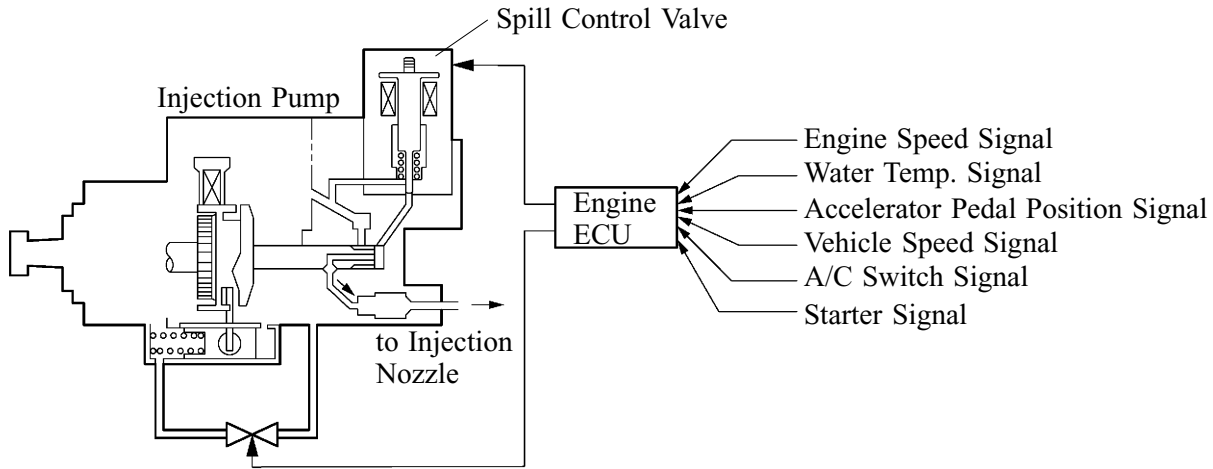 Spill Control Valve
Injection Pump
Engine Speed Signal
Water Temp. Signal
Engine
ECU
Accelerator Pedal Position Signal
Vehicle Speed Signal
A/C Switch Signal
Starter Signal
to Injection
Nozzle